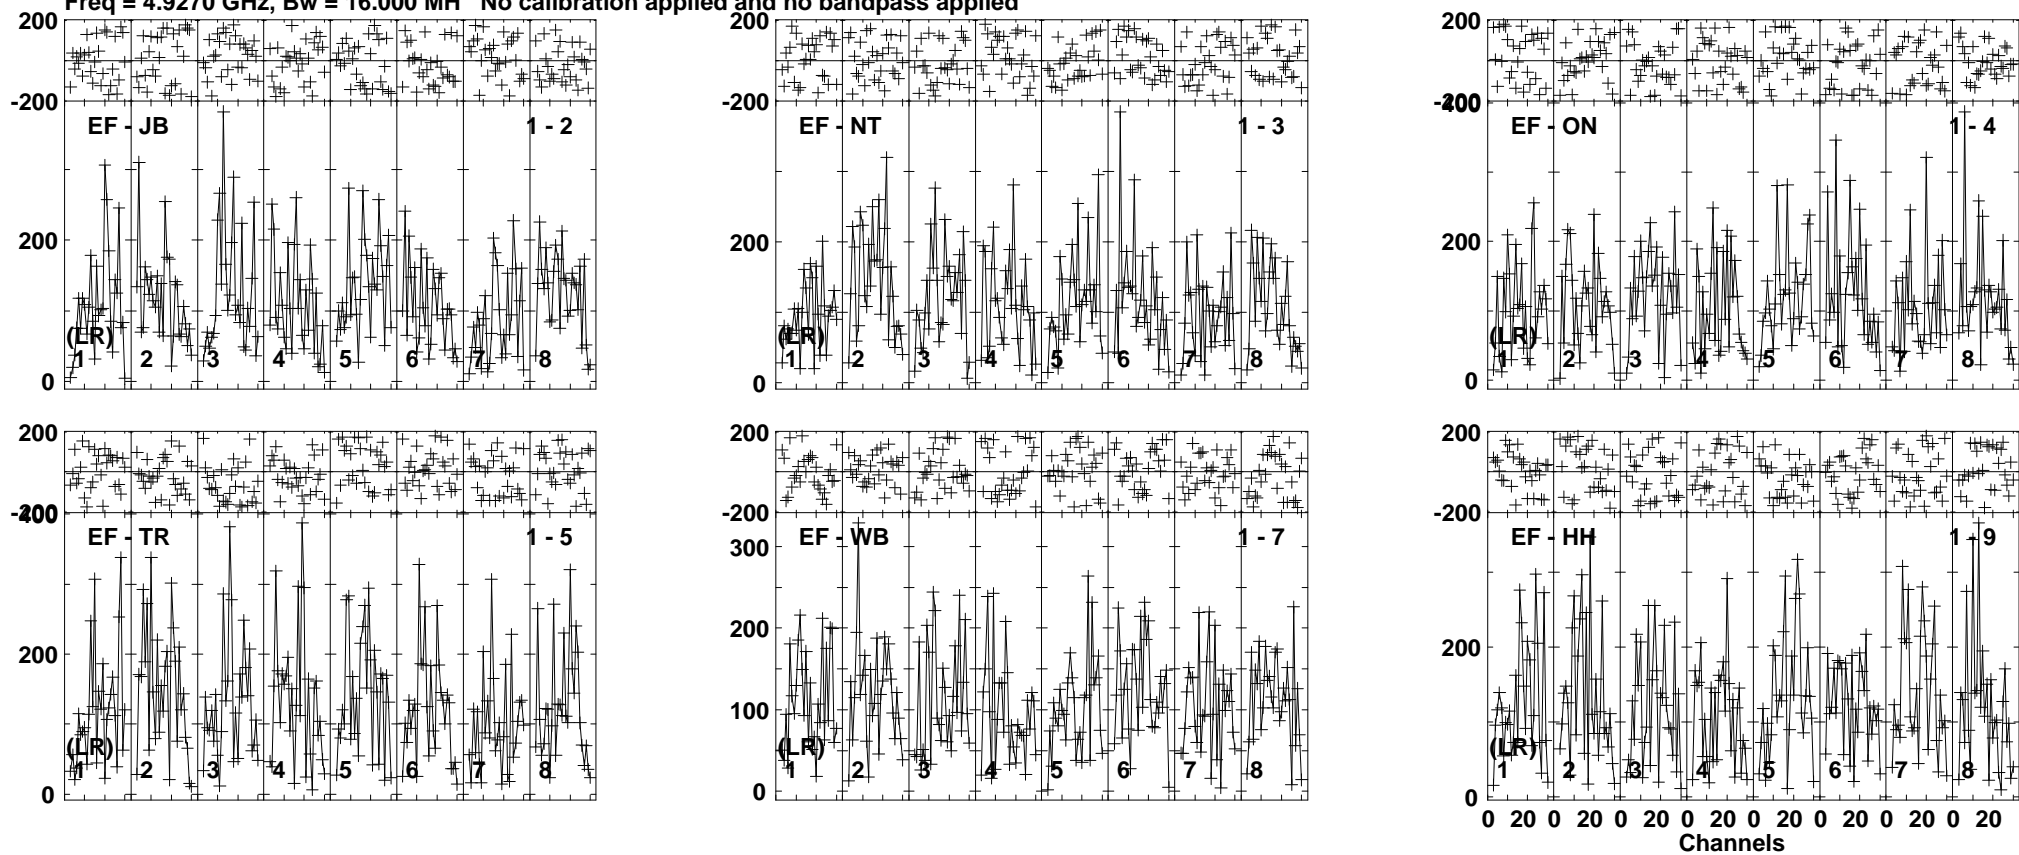 Freq = 4.9270 GHz, Bw = 16.000 MH No calibration applied and no bandpass applied
200
-200
EF - JB 1 - 2
200
(LR)
1 2 3 4 5 6 7 8
0
200
-200
EF - NT 1 - 3
200
(LR)
1 2 3 4 5 6 7 8
0
200
-200
400
EF - ON 1 - 4
200
(LR)
1 2 3 4 5 6 7 8
0
200
-200
400
EF - TR 1 - 5
200
(LR)
1 2 3 4 5 6 7 8
0
200
-200
EF - WB 1 - 7
300
200
100
(LR)
1 2 3 4 5 6 7 8
0
200
-200
EF - HH 1 - 9
200
(LR)
1 2 3 4 5 6 7 8
0
0 20 0 20 0 20 0 20 0 20 0 20 0 20 0 20
Channels